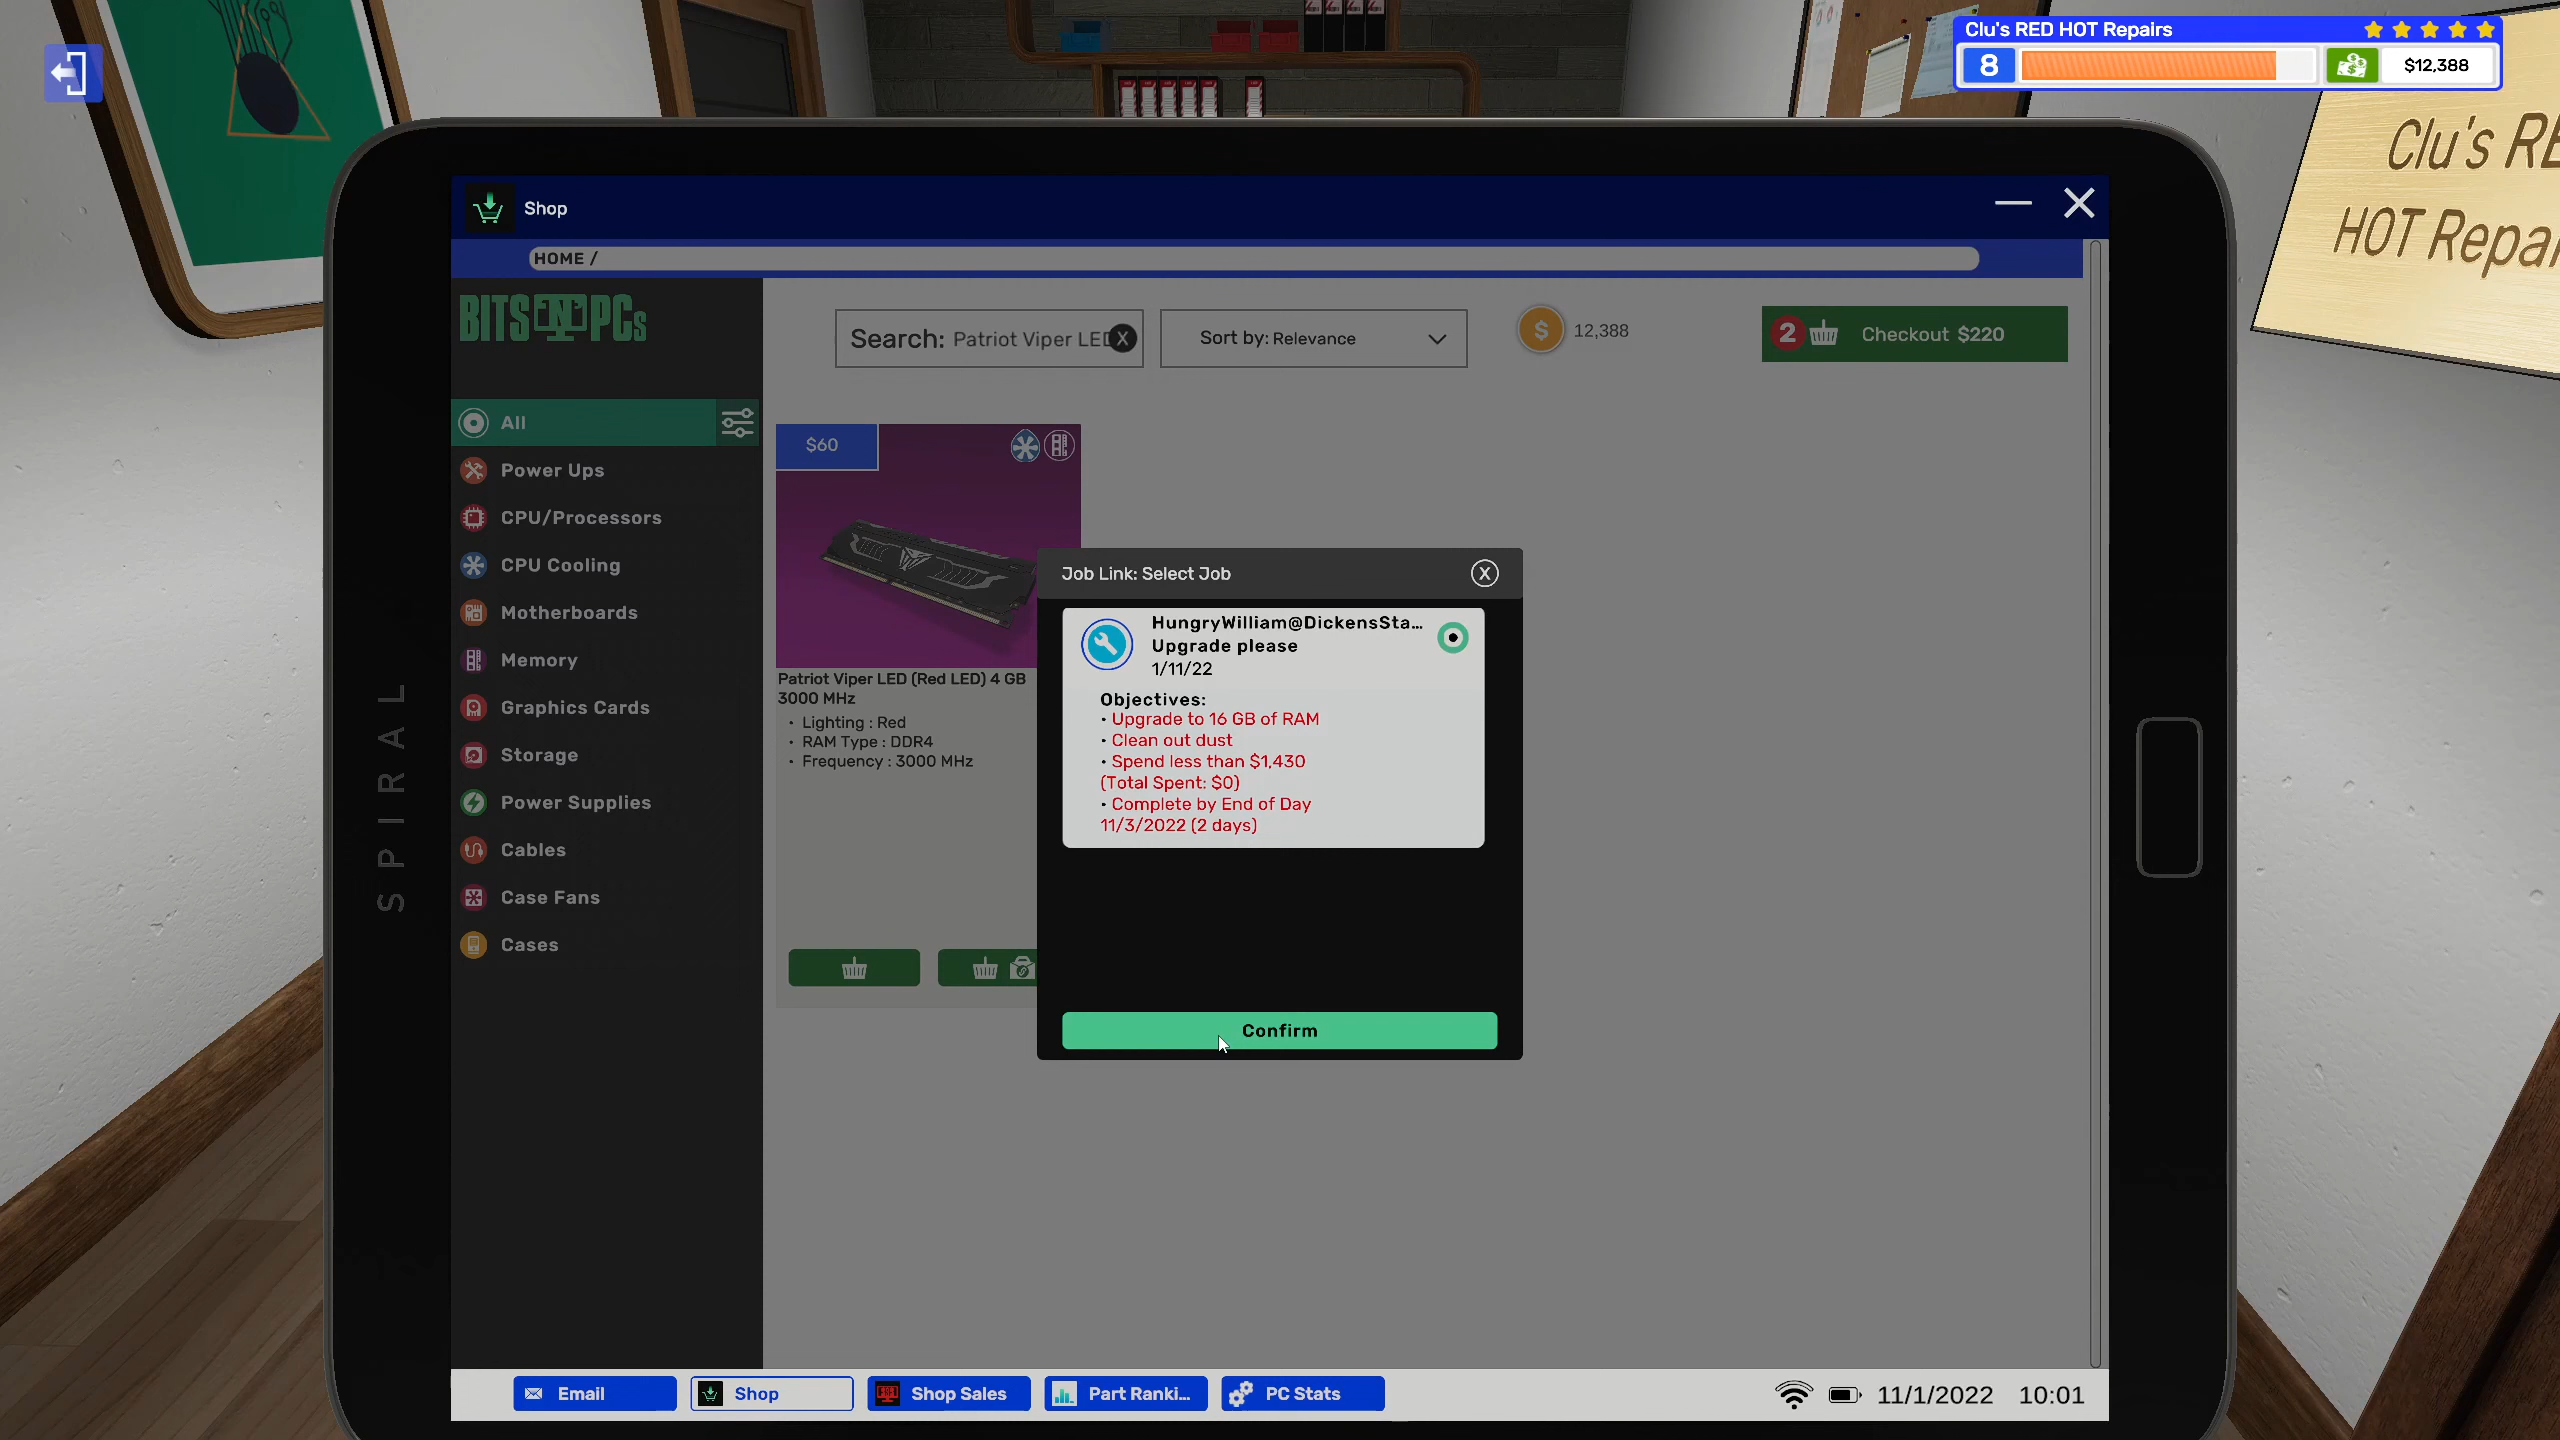 Clu's RED HOT Repairs
8
$12,388
Clu's RE
HOT Repai
Shop
HOME /
BITS N PCs
Search: Patriot Viper LED
X
Sort by: Relevance
$ 12,388
2 Checkout $220
All
Power Ups
CPU/Processors
CPU Cooling
Motherboards
Memory
Graphics Cards
Storage
Power Supplies
Cables
Case Fans
Cases
$60
Patriot Viper LED (Red LED) 4 GB
3000 MHz
• Lighting : Red
• RAM Type : DDR4
• Frequency : 3000 MHz
Job Link: Select Job
X
HungryWilliam@DickensSta...
Upgrade please
1/11/22
Objectives:
• Upgrade to 16 GB of RAM
• Clean out dust
• Spend less than $1,430
(Total Spent: $0)
• Complete by End of Day
11/3/2022 (2 days)
Confirm
SPIRAL
Email
Shop
Shop Sales
Part Ranki...
PC Stats
11/1/2022 10:01